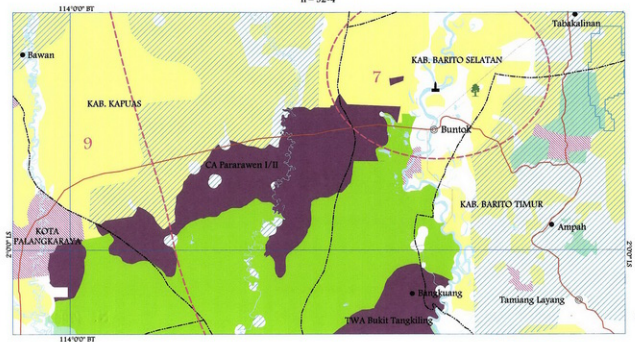 114°0'0" BT
Tabakalinan
Bawan
KAB. BARITO SELATAN
7
KAB. KAPUAS
9
Buntok
CA Pararawen I/II
KAB. BARITO TIMUR
KOTA
PALANGKARAYA
Ampah
2°0'0" LS
2°0'0" LS
Bangkuang
Tamiang Layang
TWA Bukit Tangkiling
114°0'0" BT